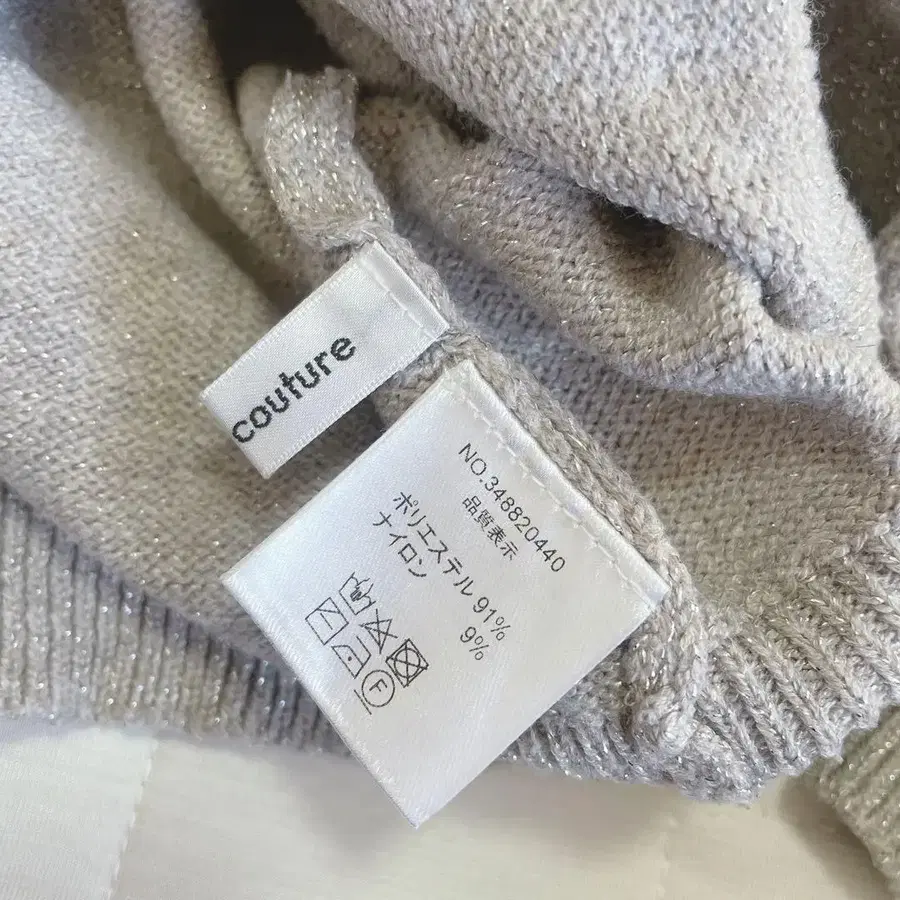 couture
NO.348820440
品質表示
ポリエステル 91%
ナイロン 9%
F